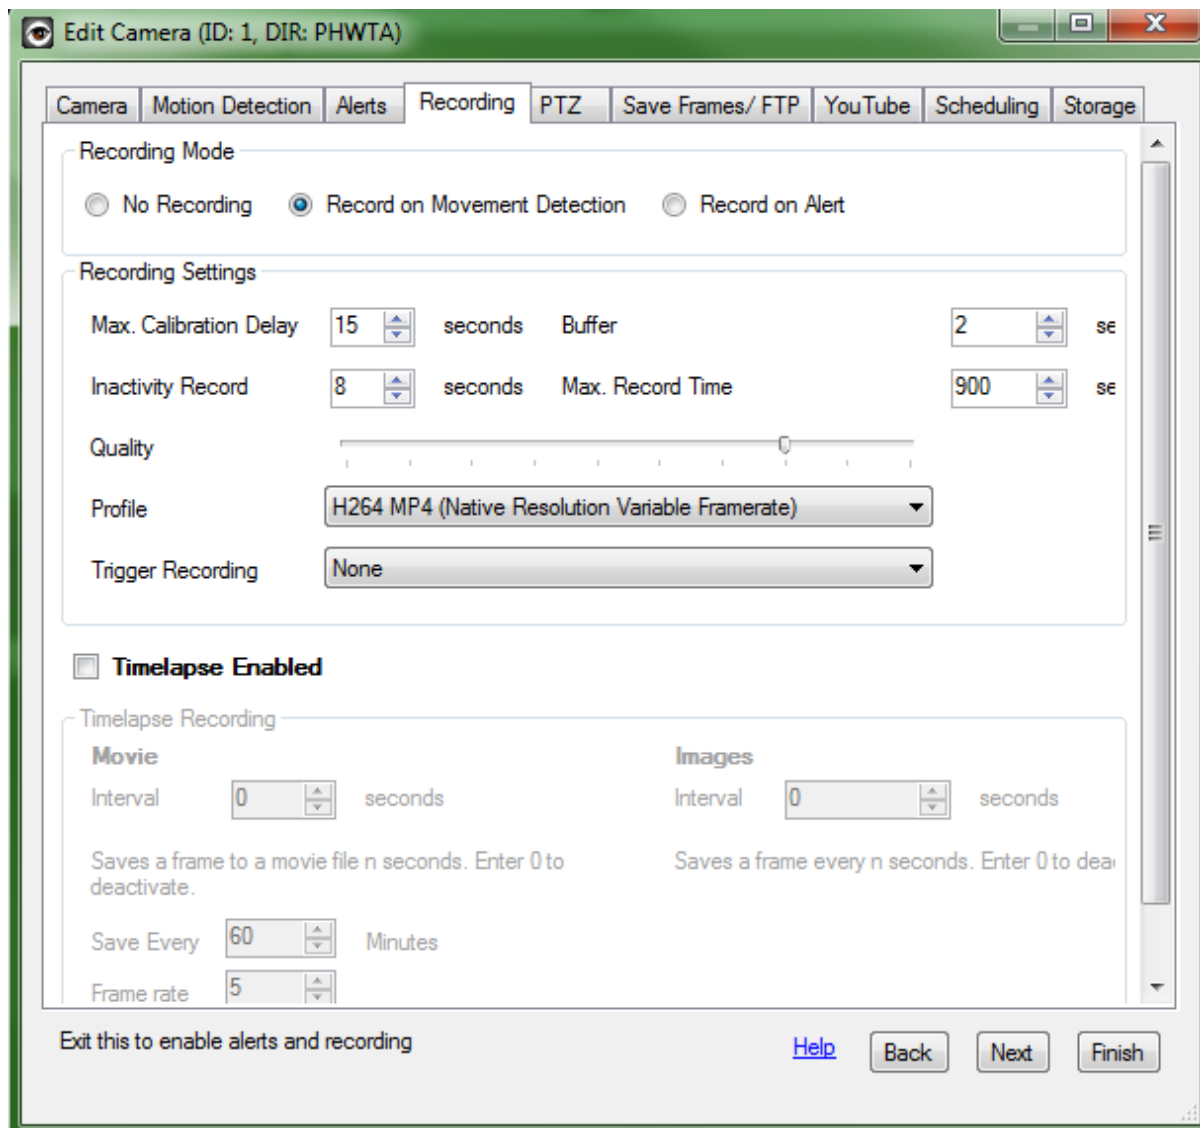 Edit Camera (ID: 1, DIR: PHWTA)
Camera Motion Detection Alerts Recording PTZ Save Frames/ FTP YouTube Scheduling Storage
Recording Mode
No Recording Record on Movement Detection Record on Alert
Recording Settings
Max. Calibration Delay 15 seconds Buffer 2 se
Inactivity Record 8 seconds Max. Record Time 900 se
Quality
Profile H264 MP4 (Native Resolution Variable Framerate)
Trigger Recording None
Timelapse Enabled
Timelapse Recording
Movie Images
Interval 0 seconds Interval 0 seconds
Saves a frame to a movie file n seconds. Enter 0 to Saves a frame every n seconds. Enter 0 to dea
deactivate.
Save Every 60 Minutes
Frame rate 5
Exit this to enable alerts and recording Help Back Next Finish